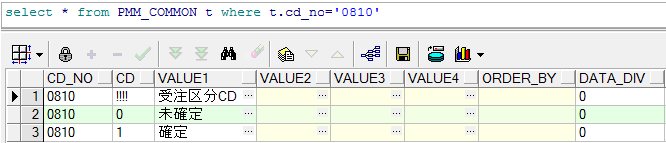 select * from PMM_COMMON t where t.cd_no='0810'
CD_NO CD VALUE1 VALUE2 VALUE3 VALUE4 ORDER_BY DATA_DIV
1 0810 !!!! 受注区分CD ... ... ... ... 0
2 0810 0 未確定 ... ... ... ... 0
3 0810 1 確定 ... ... ... ... 0